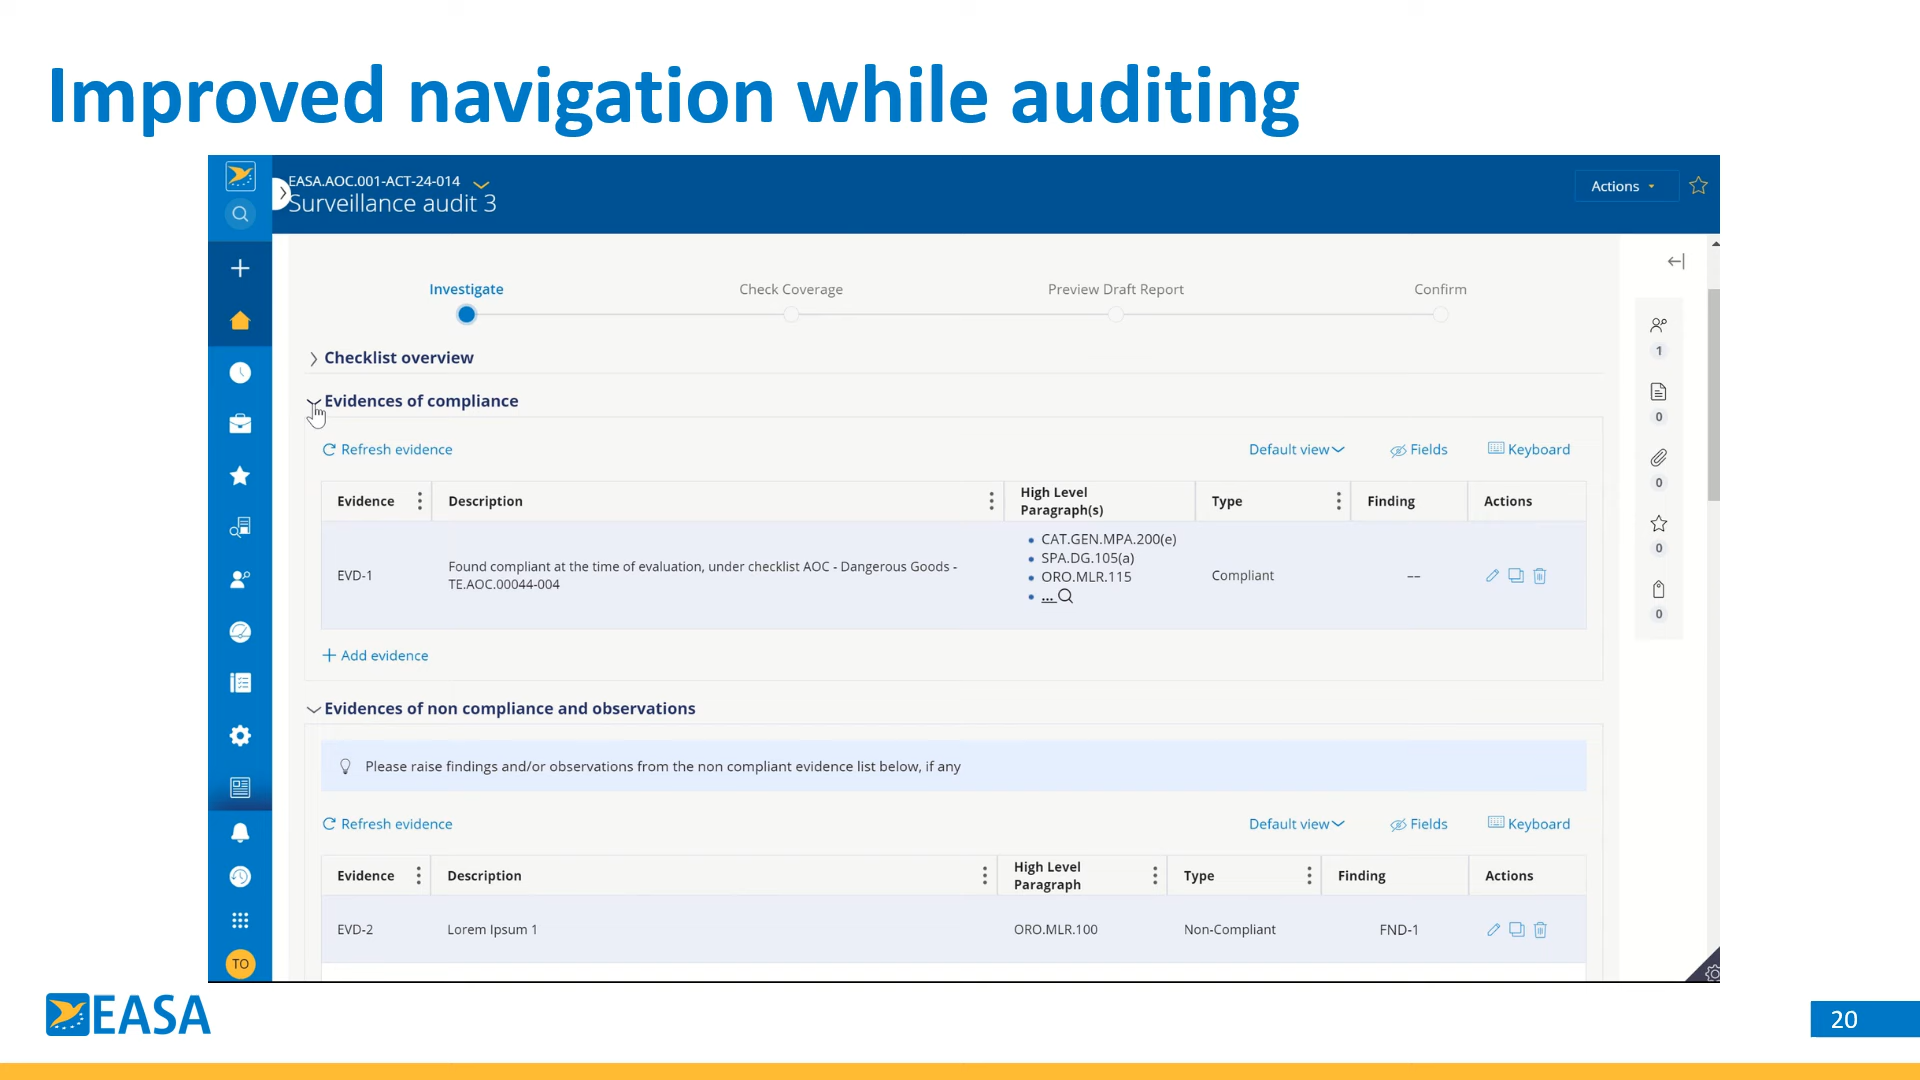 Improved navigation while auditing
EASA.AOC.001-ACT-24-014
Surveillance audit 3
Actions
Investigate
Check Coverage
Preview Draft Report
Confirm
Checklist overview
Evidences of compliance
Refresh evidence
Default view
Fields
Keyboard
Evidence
Description
High Level
Paragraph(s)
Type
Finding
Actions
EVD-1
Found compliant at the time of evaluation, under checklist AOC - Dangerous Goods -
TE.AOC.00044-004
CAT.GEN.MPA.200(e)
SPA.DG.105(a)
ORO.MLR.115
...
Compliant
––
Add evidence
Evidences of non compliance and observations
Please raise findings and/or observations from the non compliant evidence list below, if any
Refresh evidence
Default view
Fields
Keyboard
Evidence
Description
High Level
Paragraph
Type
Finding
Actions
EVD-2
Lorem Ipsum 1
ORO.MLR.100
Non-Compliant
FND-1
1
0
0
0
0
TO
EASA
20